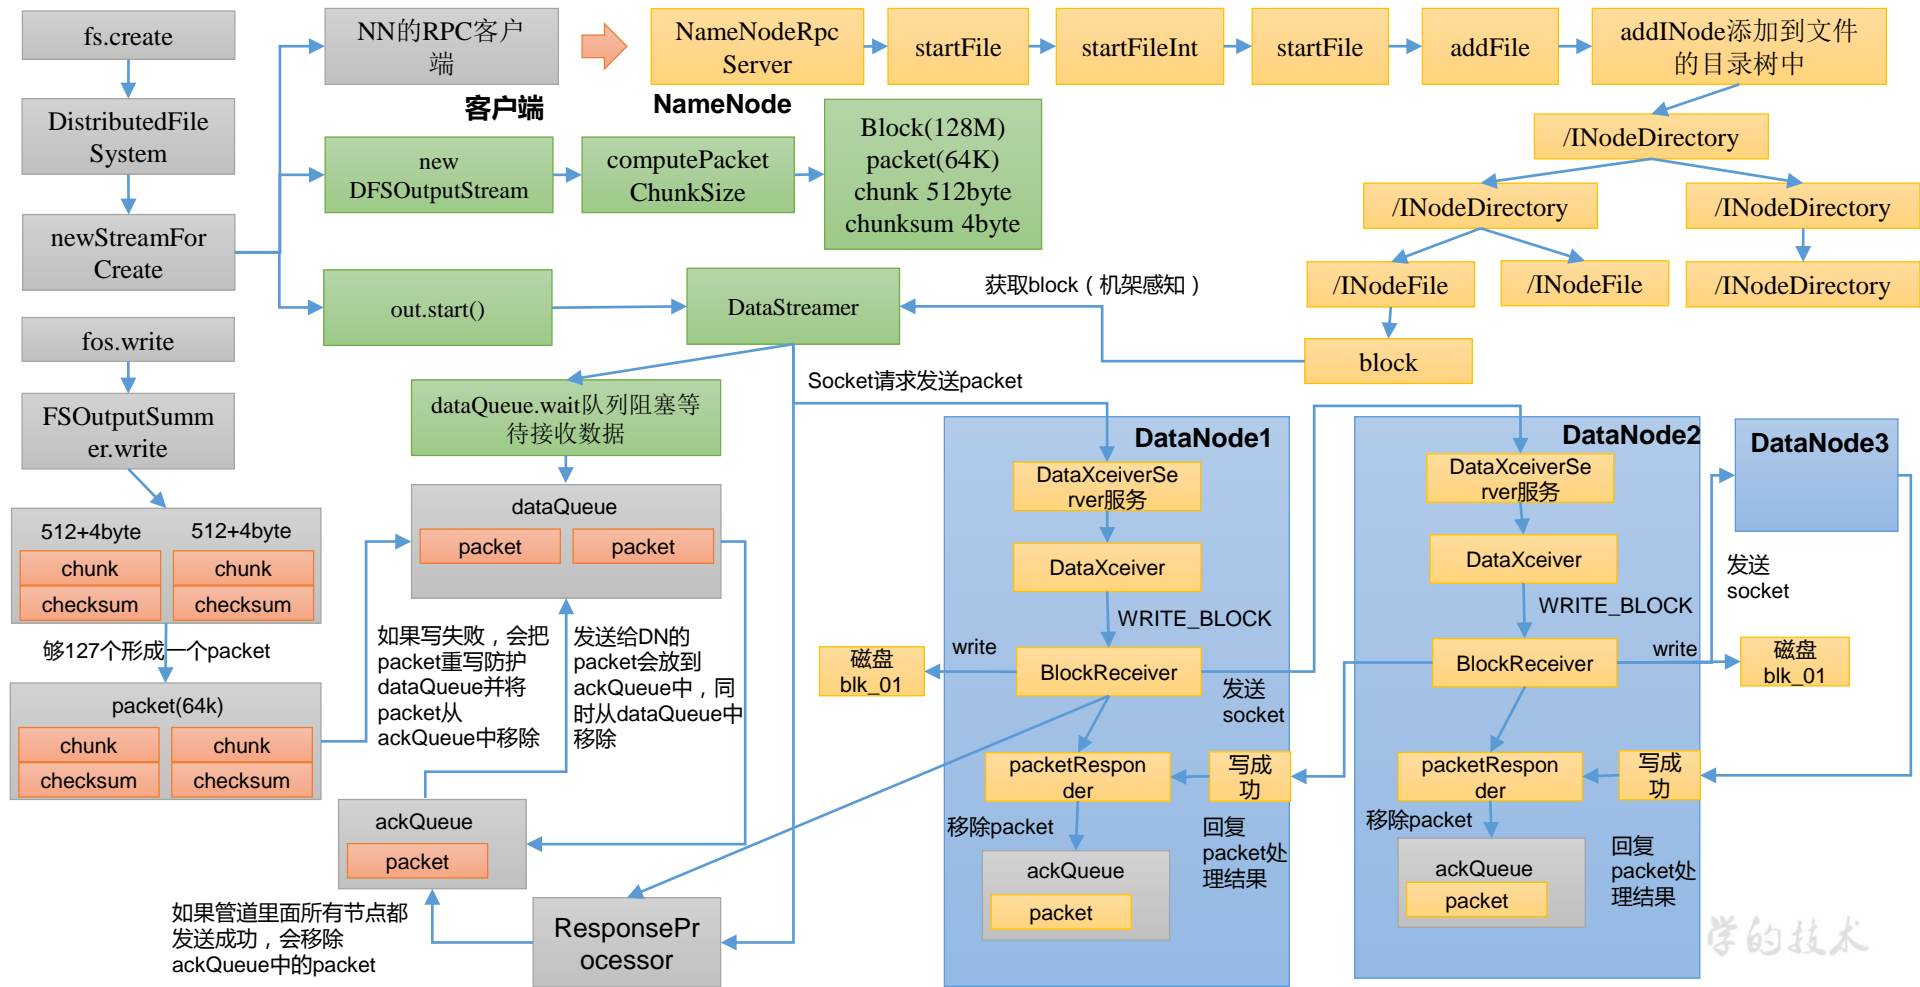 fs.create
DistributedFile
System
newStreamFor
Create
NN的RPC客户
端
客户端
NameNodeRpc
Server
NameNode
startFile
startFileInt
startFile
addFile
addINode添加到文件
的目录树中
new
DFSOutputStream
computePacket
ChunkSize
Block(128M)
packet(64K)
chunk 512byte
chunksum 4byte
/INodeDirectory
/INodeDirectory
/INodeDirectory
/INodeFile
/INodeFile
/INodeDirectory
block
获取block（机架感知）
out.start()
DataStreamer
fos.write
FSOutputSumm
er.write
512+4byte
512+4byte
chunk
chunk
checksum
checksum
够127个形成一个packet
packet(64k)
chunk
chunk
checksum
checksum
dataQueue.wait队列阻塞等
待接收数据
dataQueue
packet
packet
如果写失败，会把
packet重写防护
dataQueue并将
packet从
ackQueue中移除
发送给DN的
packet会放到
ackQueue中，同
时从dataQueue中
移除
ackQueue
packet
如果管道里面所有节点都
发送成功，会移除
ackQueue中的packet
ResponsePr
ocessor
Socket请求发送packet
DataNode1
DataXceiverSe
rver服务
DataXceiver
WRITE_BLOCK
write
磁盘
blk_01
BlockReceiver
发送
socket
packetRespon
der
写成
功
移除packet
回复
packet处
理结果
ackQueue
packet
DataNode2
DataXceiverSe
rver服务
DataXceiver
WRITE_BLOCK
BlockReceiver
write
磁盘
blk_01
packetRespon
der
写成
功
移除packet
回复
packet处
理结果
ackQueue
packet
DataNode3
发送
socket
学的技术